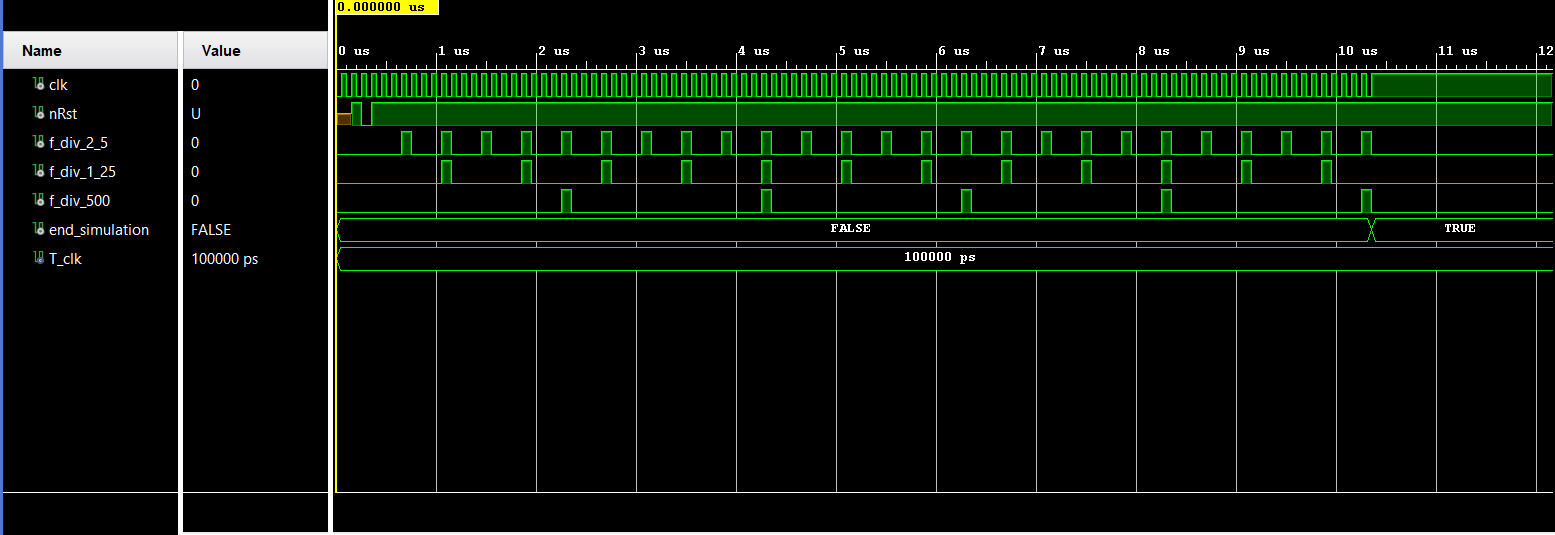 0.000000 us
Name Value
0 us 1 us 2 us 3 us 4 us 5 us 6 us 7 us 8 us 9 us 10 us 11 us 12
clk 0
nRst U
f_div_2_5 0
f_div_1_25 0
f_div_500 0
end_simulation FALSE FALSE TRUE
T_clk 100000 ps 100000 ps